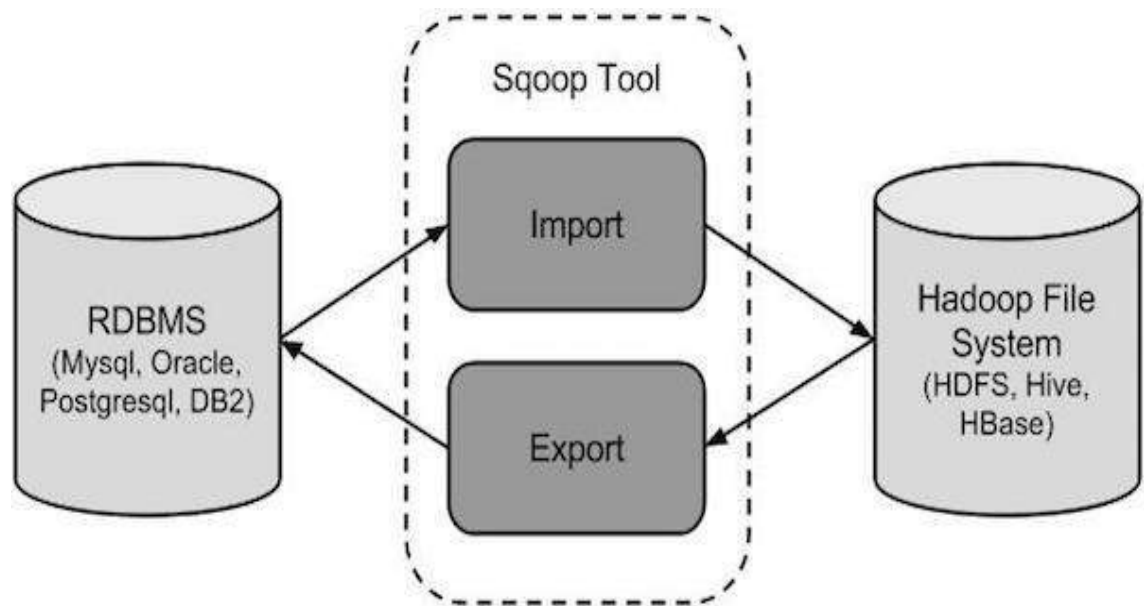 Sqoop Tool
Import
RDBMS
(Mysql, Oracle,
Postgresql, DB2)
Hadoop File
System
(HDFS, Hive,
HBase)
Export